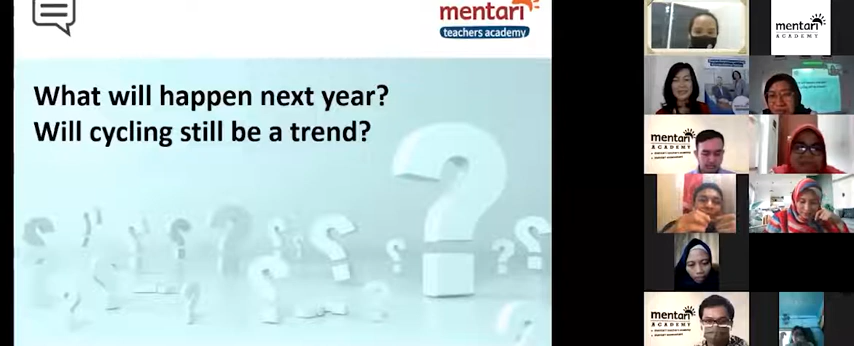 mentari
teachers academy
What will happen next year?
Will cycling still be a trend?
mentari
ACADEMY
mentari
ACADEMY
mentari
ACADEMY